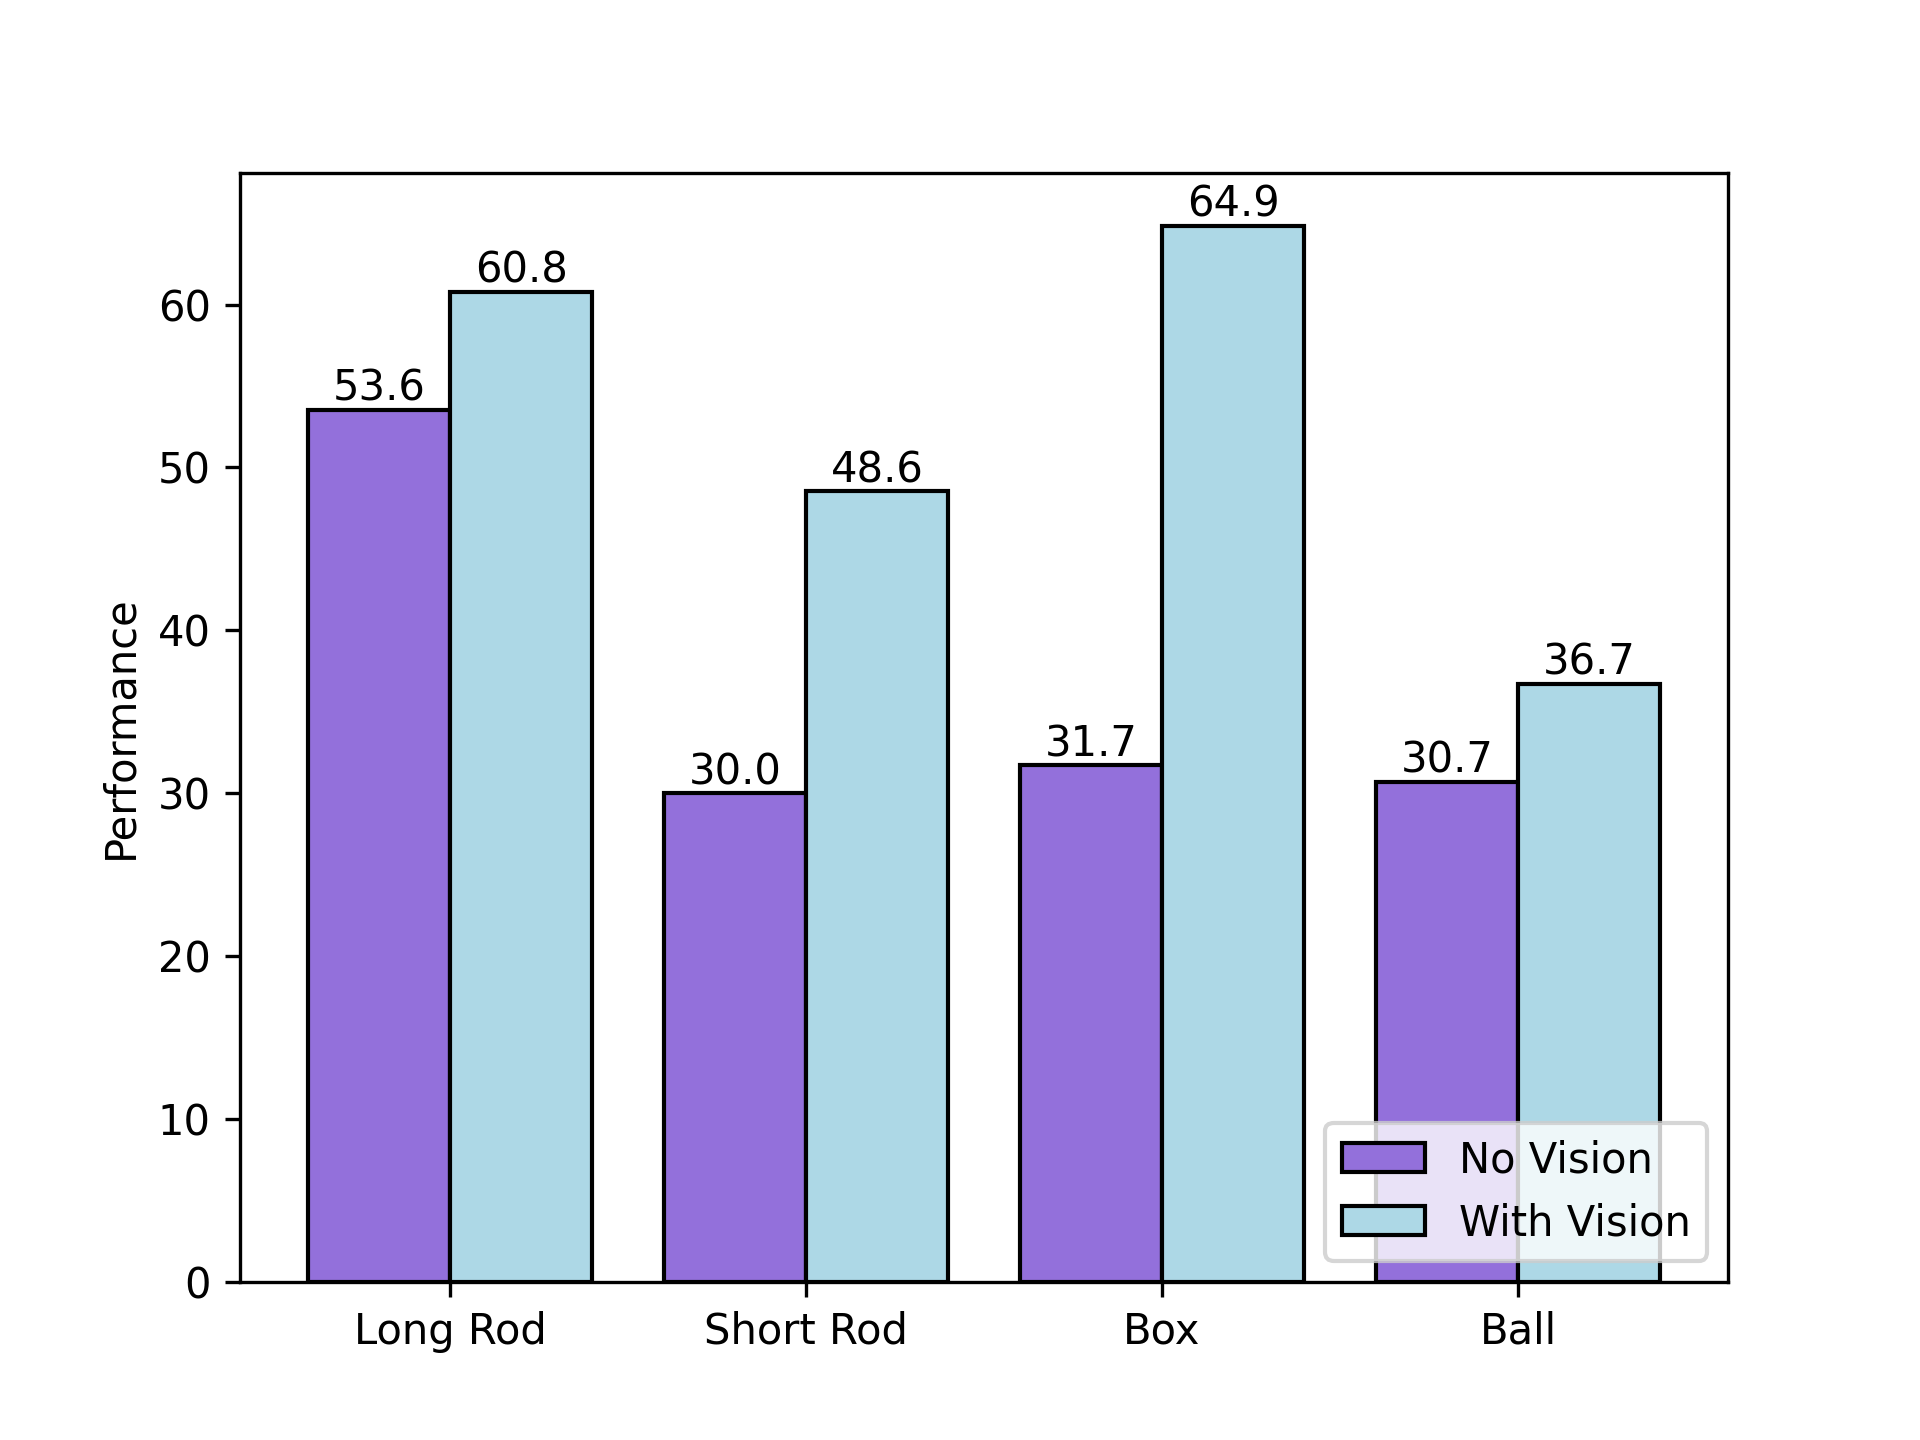 64.9
60.8
60
53.6
50
48.6
40
36.7
31.7
30.7
30.0
30
20
10
0
Performance
No Vision
With Vision
Long Rod
Short Rod
Box
Ball